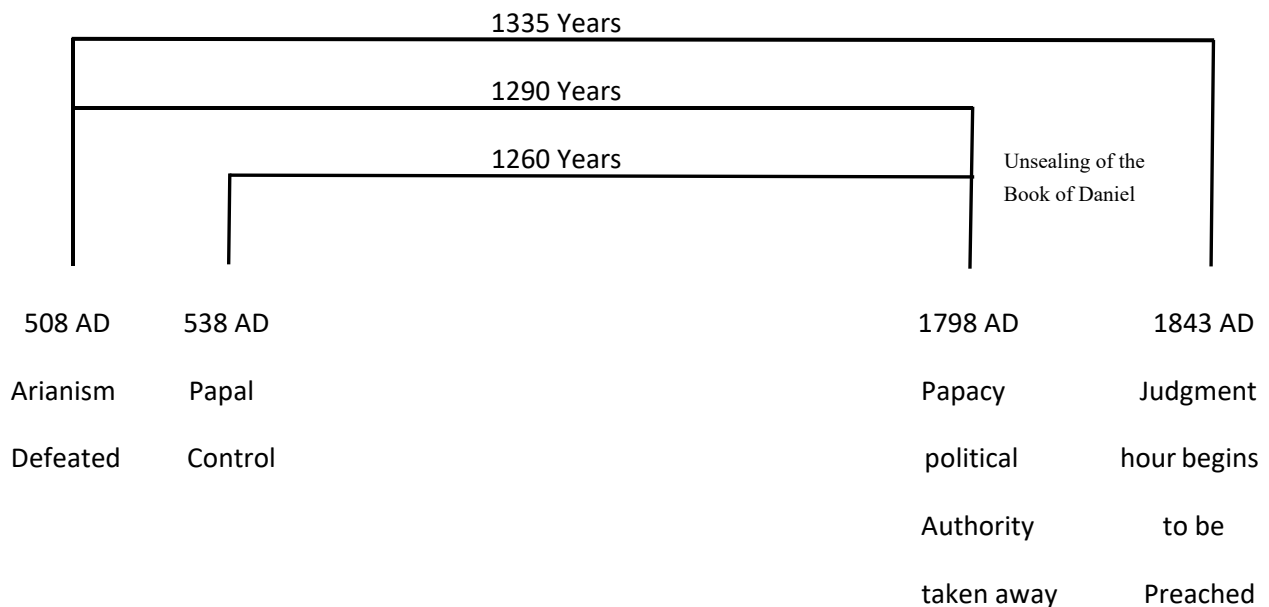 1335 Years
1290 Years
1260 Years
Unsealing of the
Book of Daniel
508 AD 538 AD 1798 AD 1843 AD
Arianism Papal Papacy Judgment
Defeated Control political hour begins
Authority to be
taken away Preached